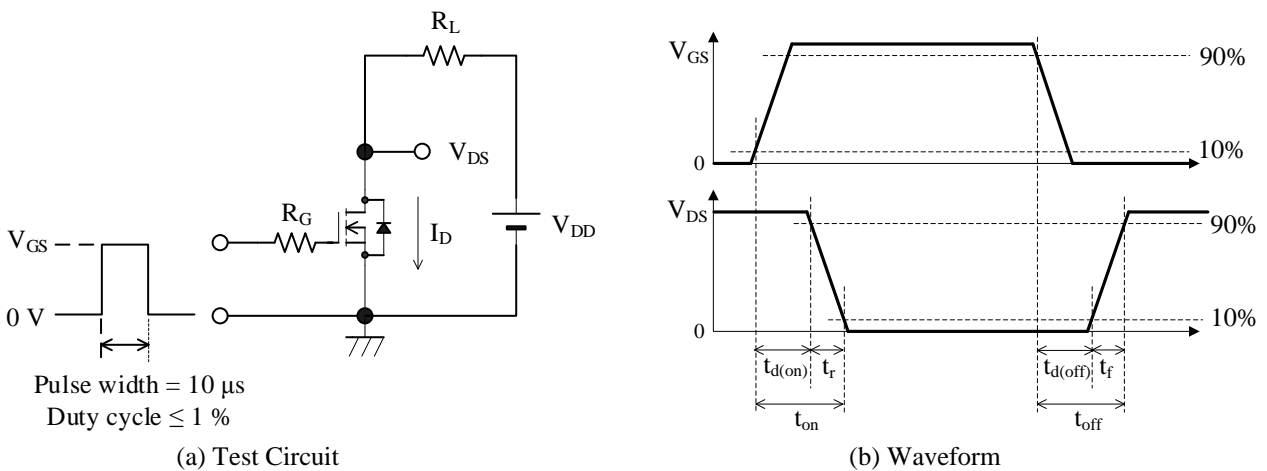 R_L
V_DS
R_G
I_D
V_DD
V_GS
0 V
Pulse width = 10 μs
Duty cycle ≤ 1 %
(a) Test Circuit
V_GS
90%
10%
0
V_DS
90%
10%
0
t_d(on) t_r t_d(off) t_f
t_on t_off
(b) Waveform